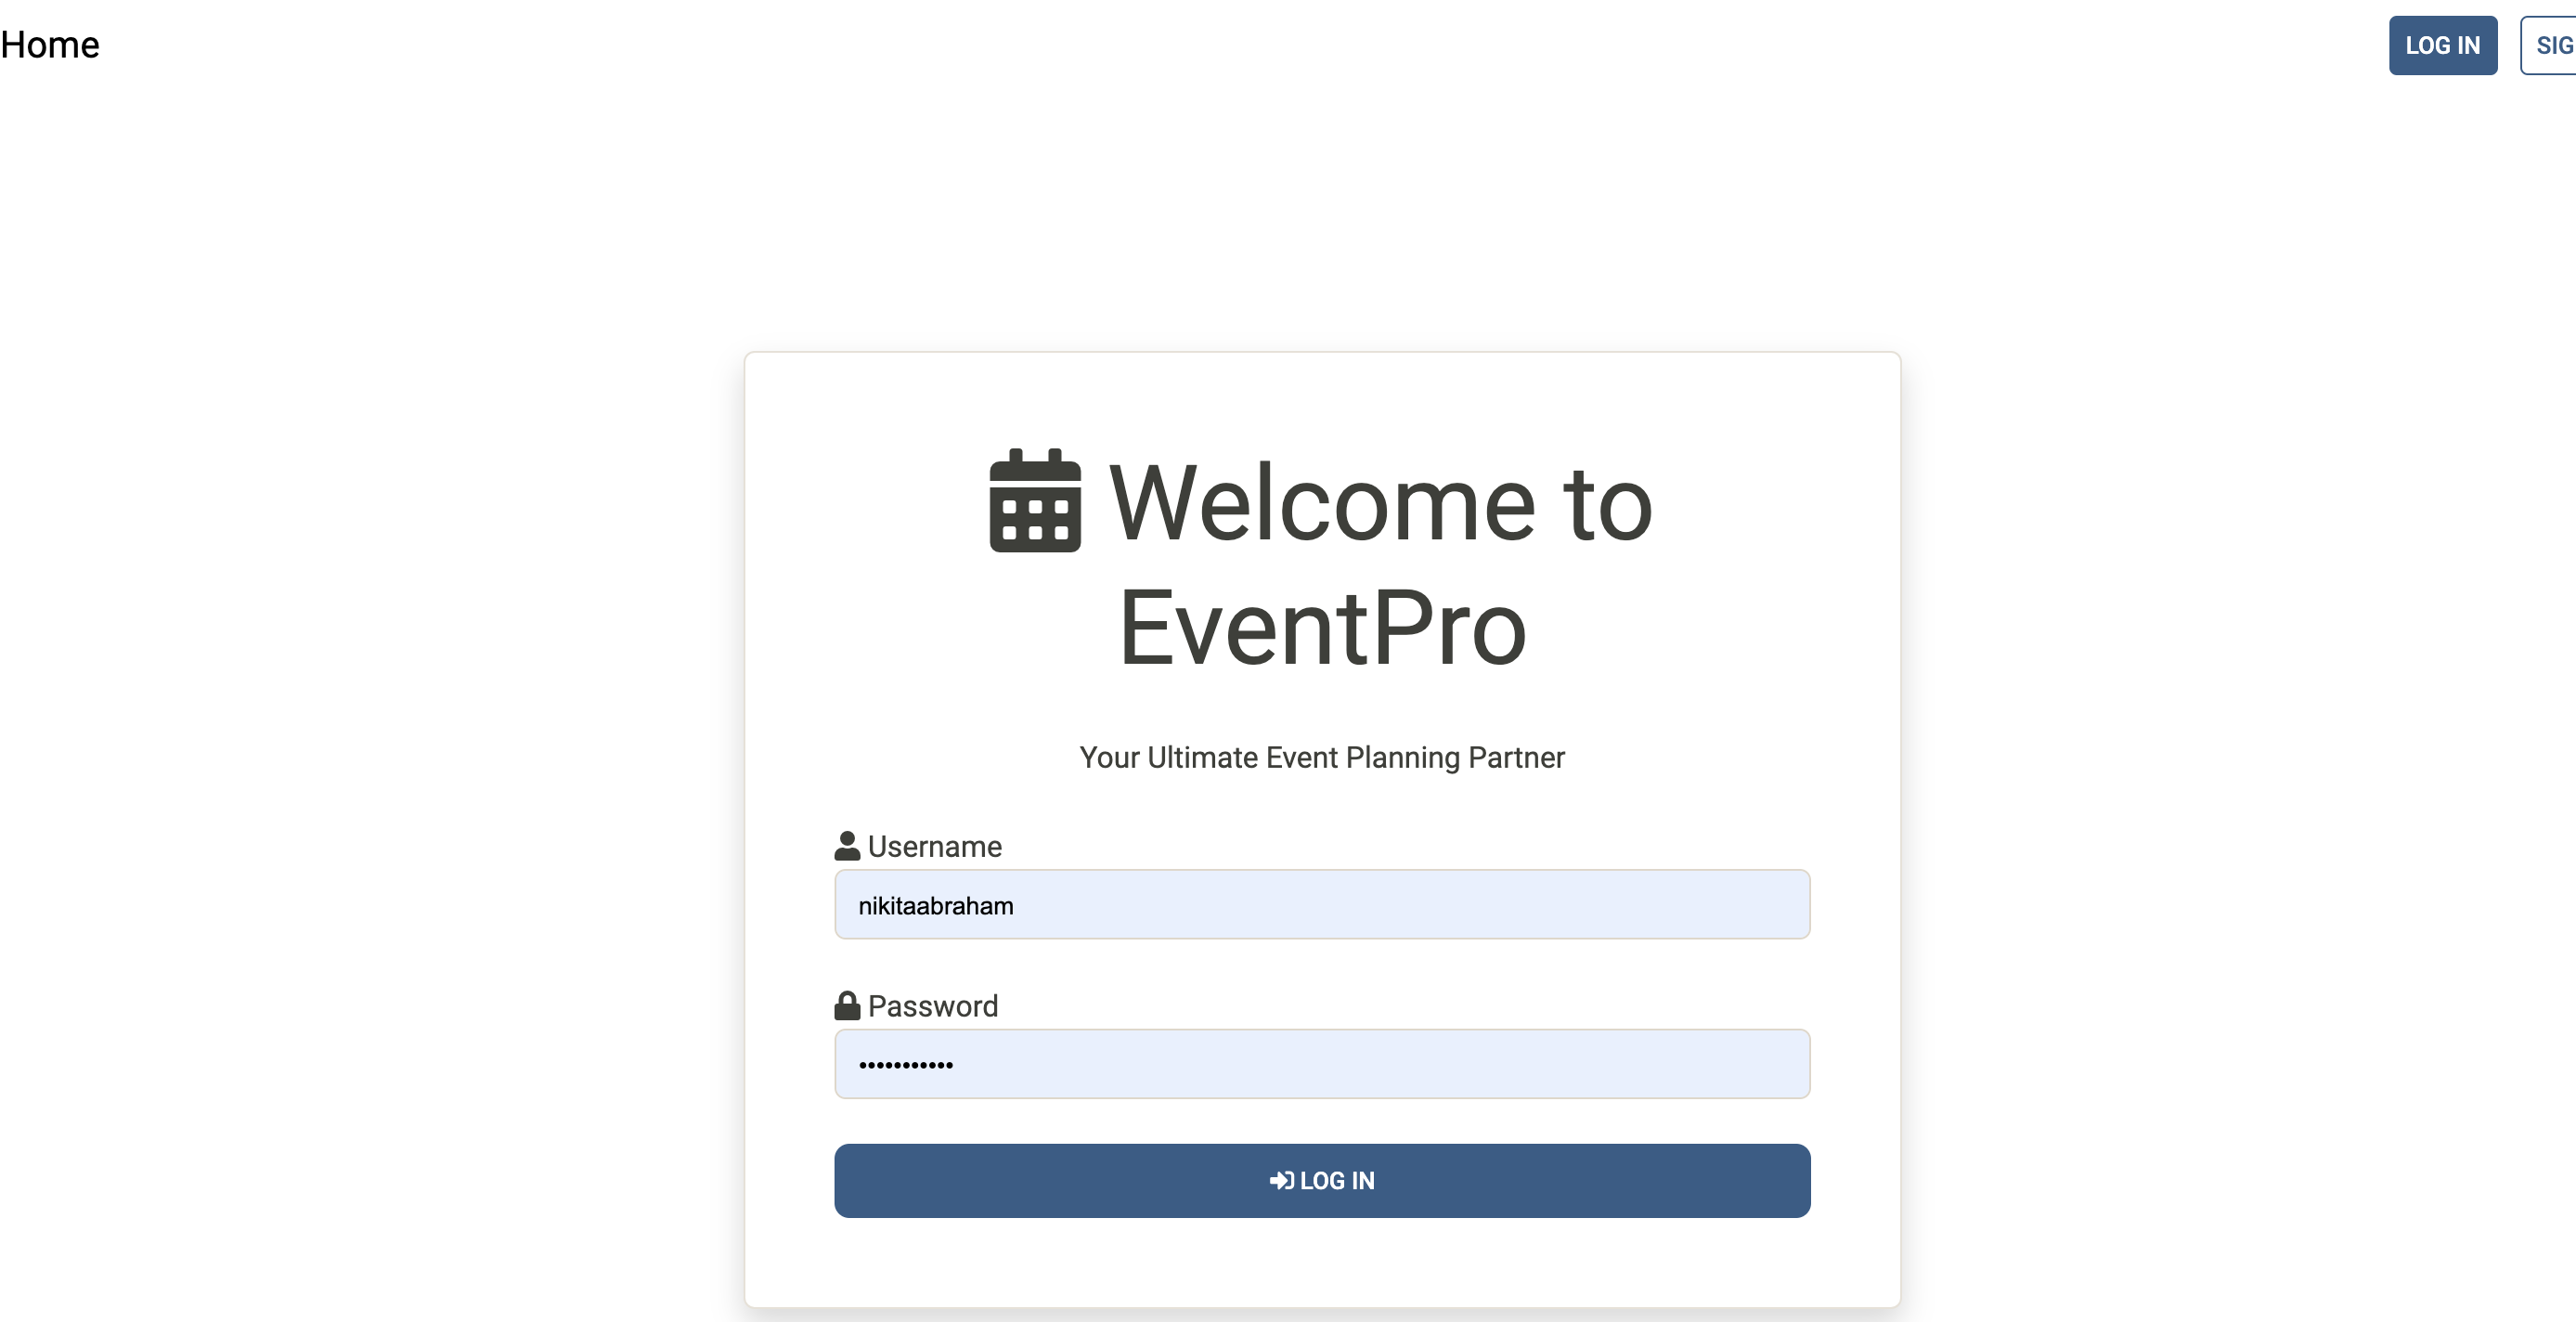 Home
LOG IN
SIG
Welcome to
EventPro
Your Ultimate Event Planning Partner
Username
nikitaabraham
Password
•••••••••••
LOG IN